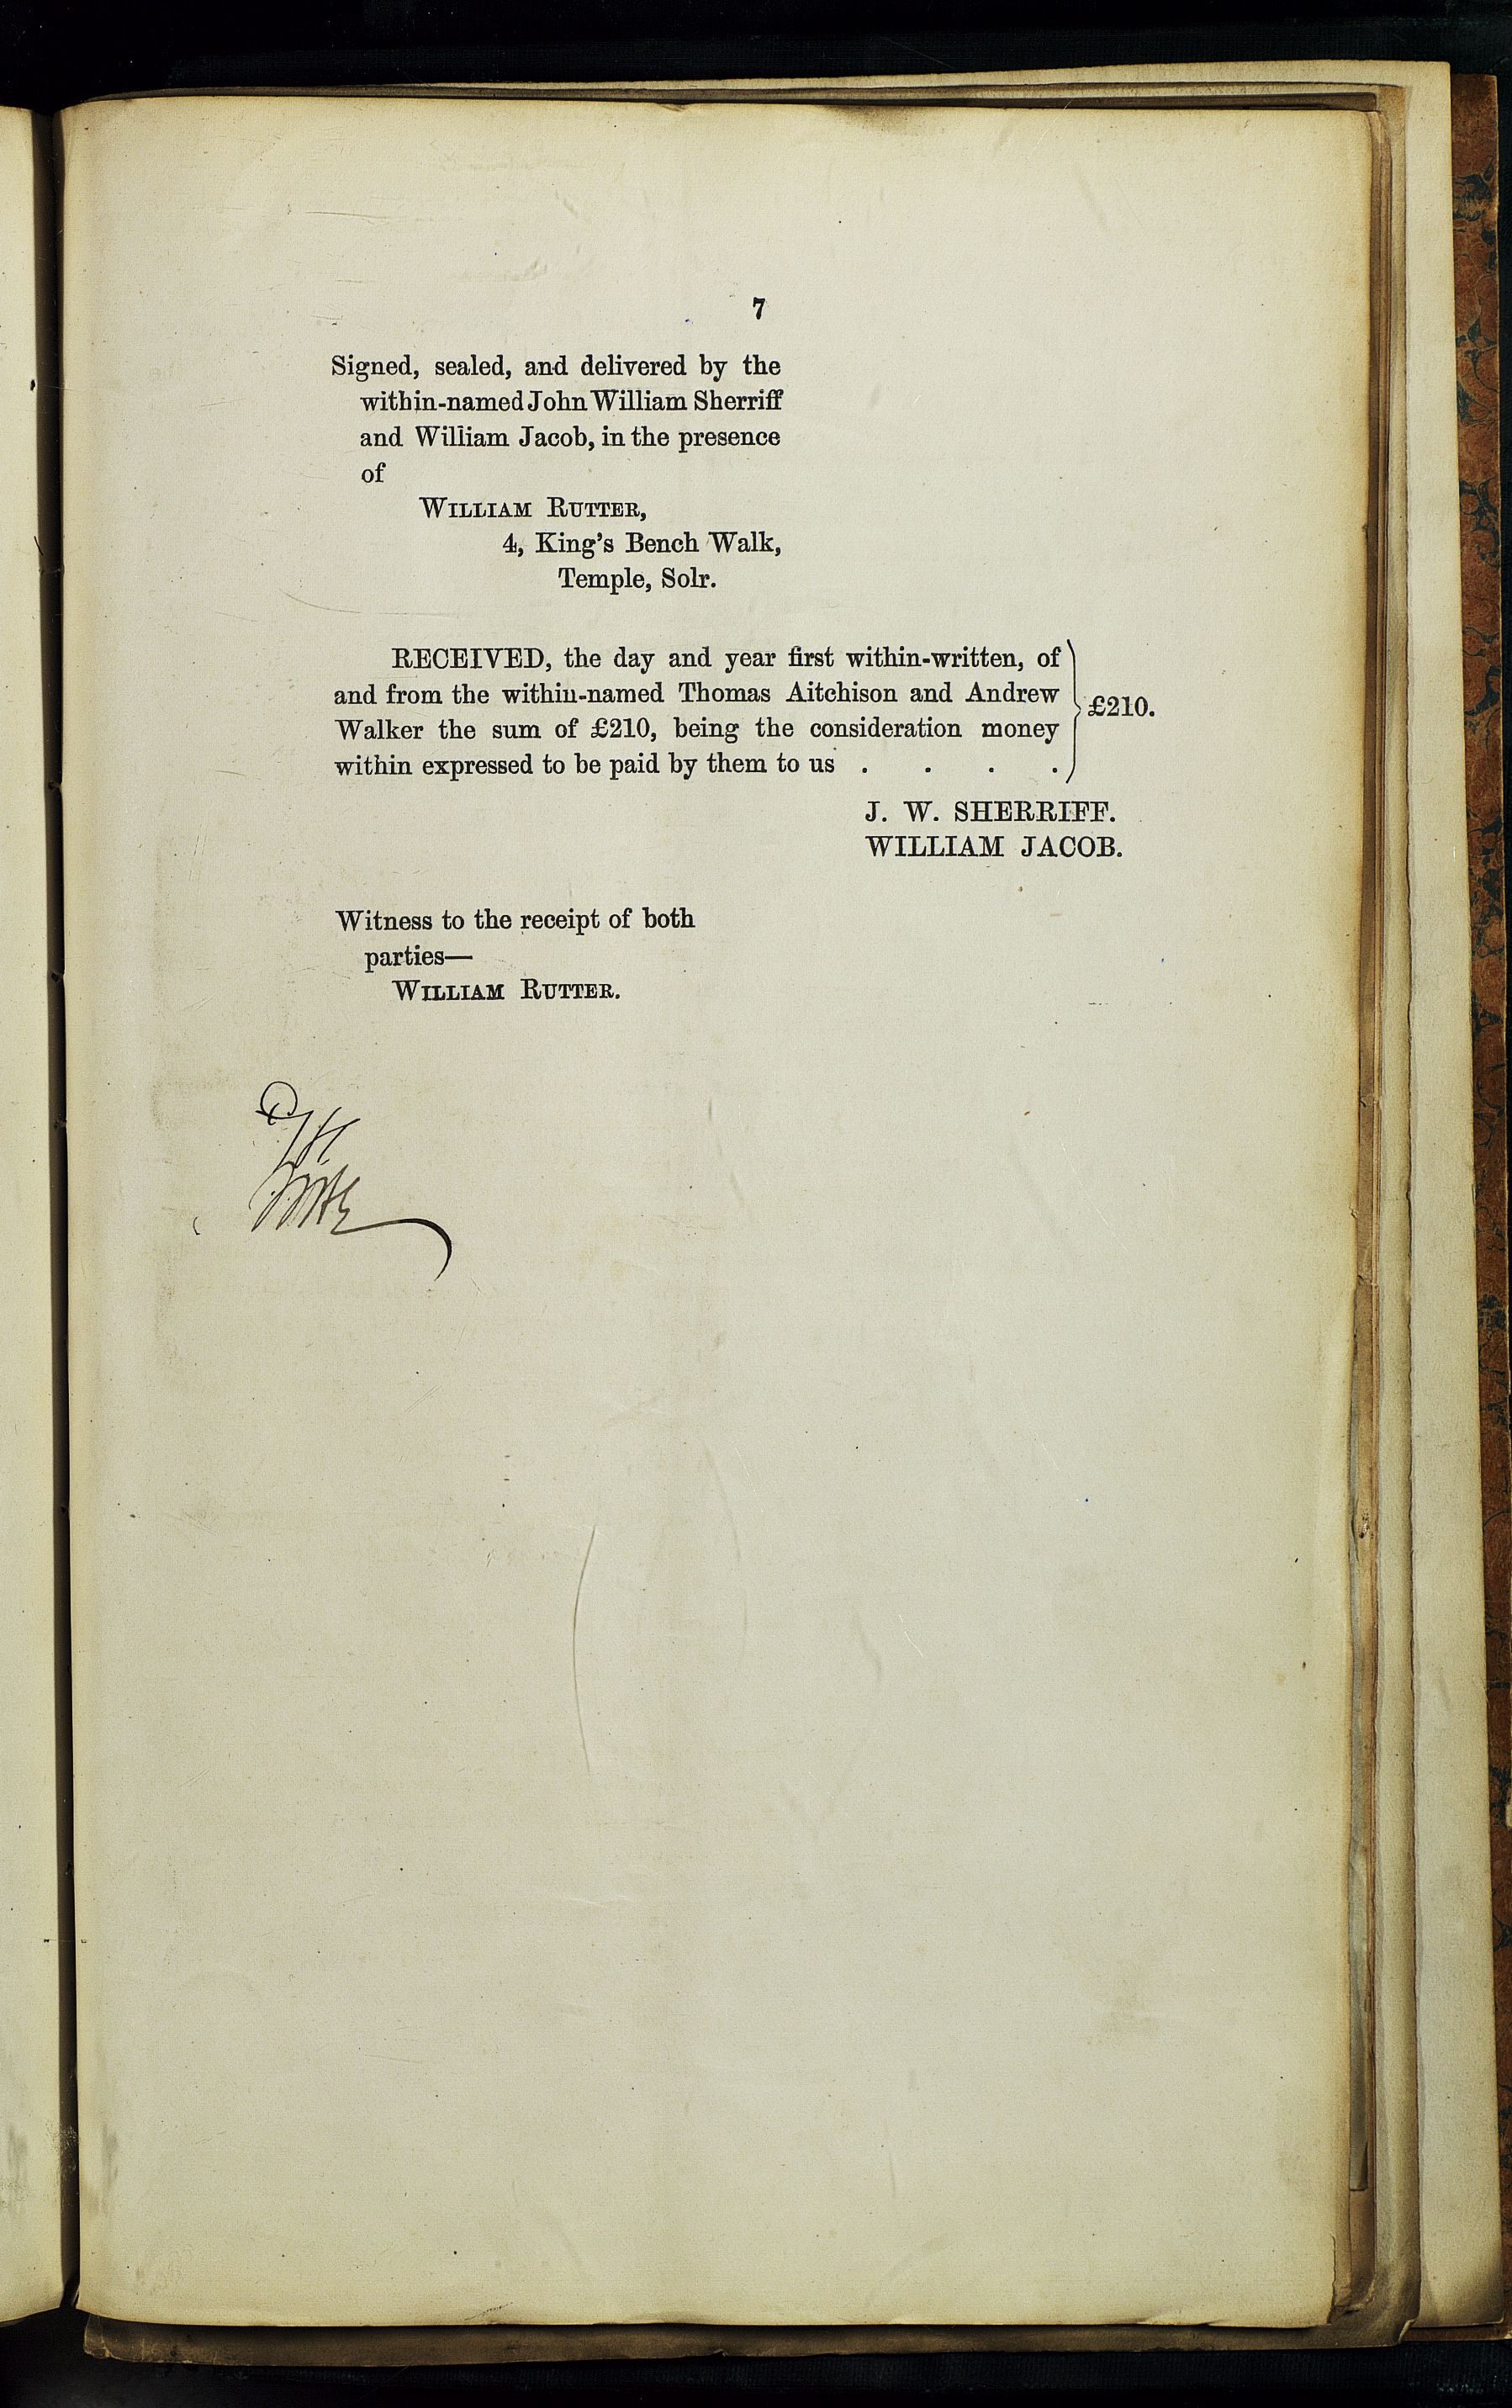 7
Signed, sealed, and delivered by the
within-named John William Sherriff
and William Jacob, in the presence
of
WILLIAM RUTTER,
4, King's Bench Walk,
Temple, Solr.
RECEIVED, the day and year first within-written, of
and from the within-named Thomas Aitchison and Andrew
Walker the sum of £210, being the consideration money
within expressed to be paid by them to us . . . .
£210.
J. W. SHERRIFF.
WILLIAM JACOB.
Witness to the receipt of both
parties—
WILLIAM RUTTER.